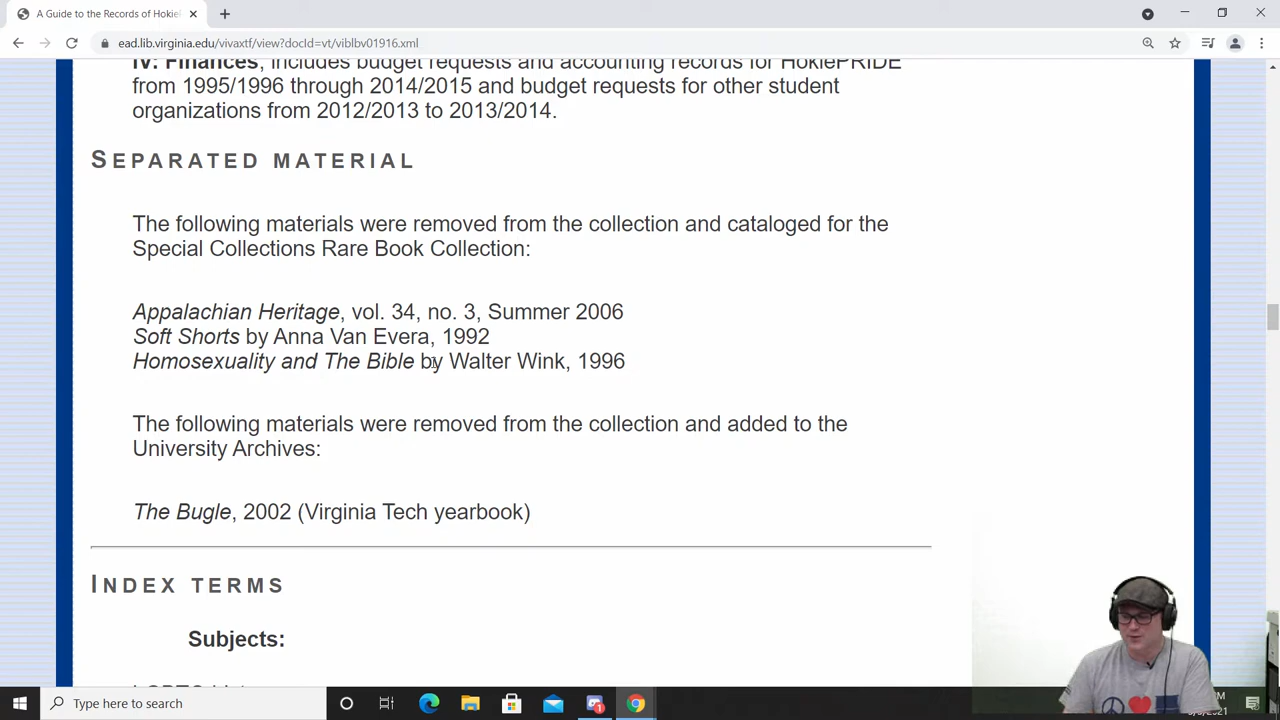 A Guide to the Records of Hokie
ead.lib.virginia.edu/vivaxtf/view?docId=vt/viblbv01916.xml
IV: Finances, includes budget requests and accounting records for HokiePRIDE
from 1995/1996 through 2014/2015 and budget requests for other student
organizations from 2012/2013 to 2013/2014.
SEPARATED MATERIAL
The following materials were removed from the collection and cataloged for the
Special Collections Rare Book Collection:
Appalachian Heritage, vol. 34, no. 3, Summer 2006
Soft Shorts by Anna Van Evera, 1992
Homosexuality and The Bible by Walter Wink, 1996
The following materials were removed from the collection and added to the
University Archives:
The Bugle, 2002 (Virginia Tech yearbook)
INDEX TERMS
Subjects:
Type here to search